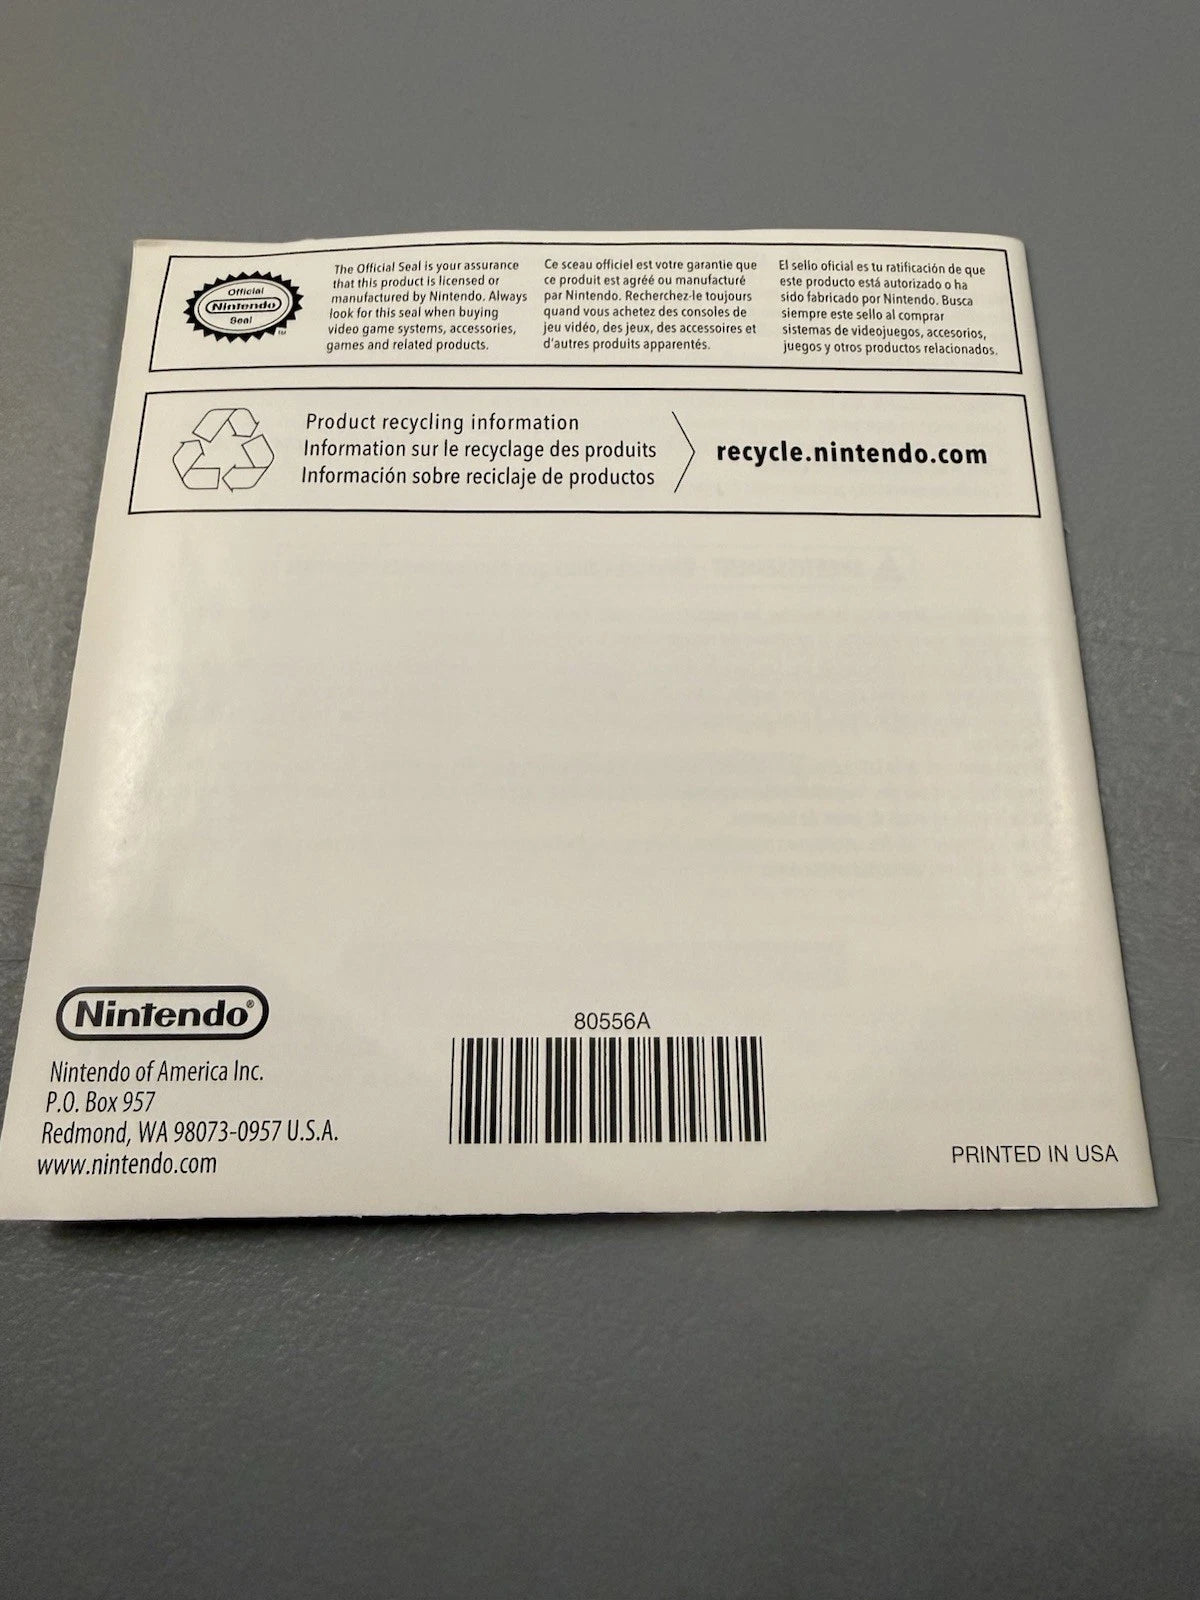 Official
Nintendo
Seal
TM
The Official Seal is your assurance
that this product is licensed or
manufactured by Nintendo. Always
look for this seal when buying
video game systems, accessories,
games and related products.
Ce sceau officiel est votre garantie que
ce produit est agréé ou manufacturé
par Nintendo. Recherchez-le toujours
quand vous achetez des consoles de
jeu vidéo, des jeux, des accessoires et
d'autres produits apparentés.
El sello oficial es tu ratificación de que
este producto está autorizado o ha
sido fabricado por Nintendo. Busca
siempre este sello al comprar
sistemas de videojuegos, accesorios,
juegos y otros productos relacionados.
Product recycling information
Information sur le recyclage des produits
Información sobre reciclaje de productos
recycle.nintendo.com
Nintendo®
Nintendo of America Inc.
P.O. Box 957
Redmond, WA 98073-0957 U.S.A.
www.nintendo.com
80556A
PRINTED IN USA